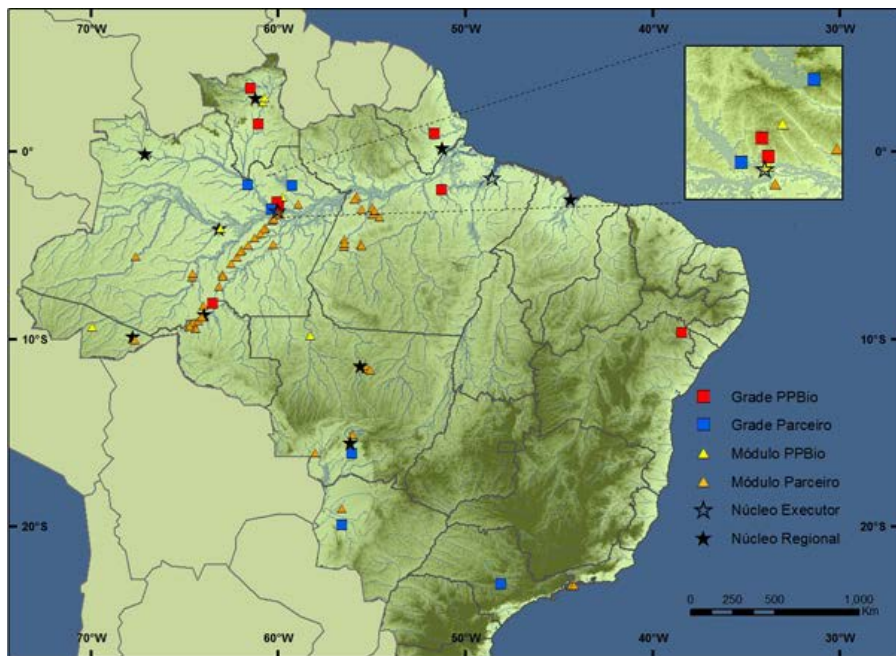 70°W 60°W 50°W 40°W 30°W
0° 0°
10°S 10°S
Grade PPBio
Grade Parceiro
Módulo PPBio
Módulo Parceiro
Núcleo Executor
20°S 20°S
Núcleo Regional
0 250 500 1,000
Km
70°W 60°W 50°W 40°W 30°W